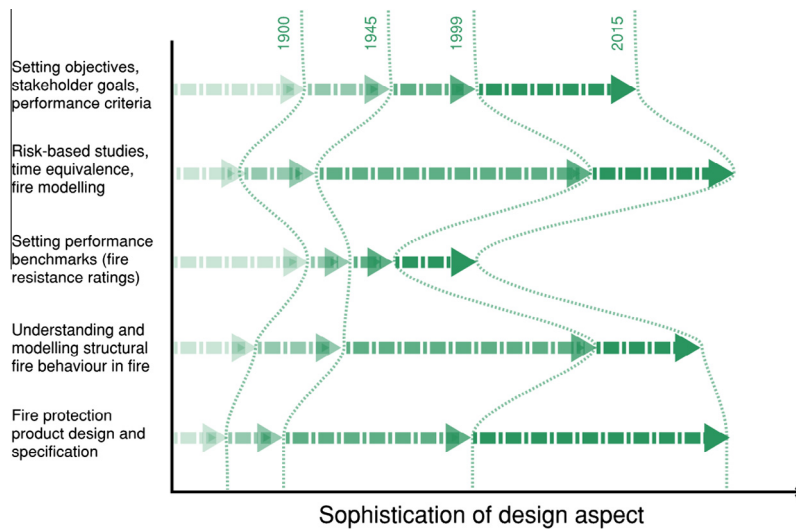 1900
1945
1999
2015
Setting objectives,
stakeholder goals,
performance criteria
Risk-based studies,
time equivalence,
fire modelling
Setting performance
benchmarks (fire
resistance ratings)
Understanding and
modelling structural
fire behaviour in fire
Fire protection
product design and
specification
Sophistication of design aspect